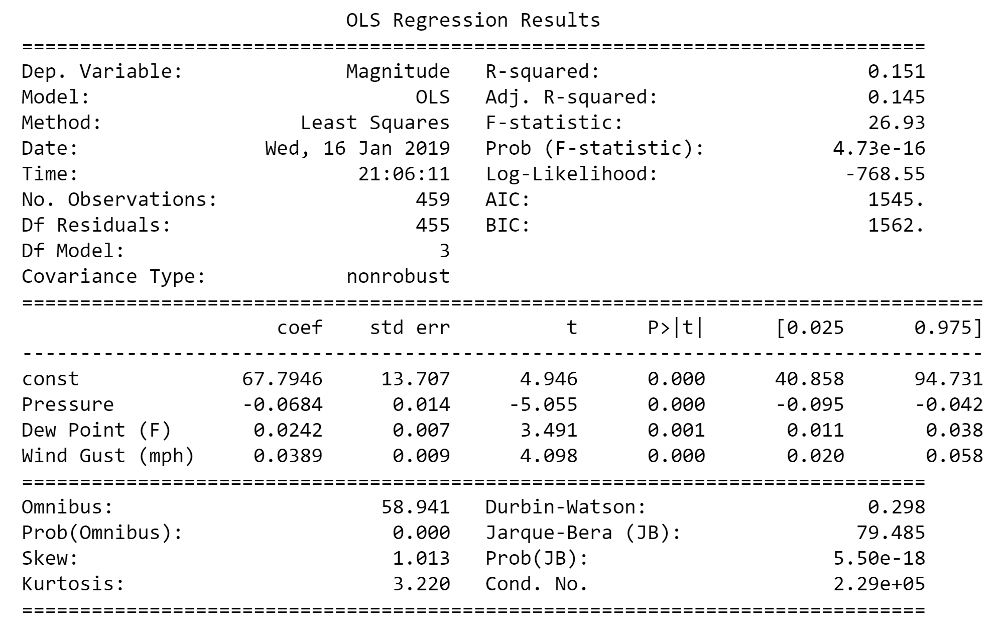 OLS Regression Results
==============================================================================
Dep. Variable: Magnitude R-squared: 0.151
Model: OLS Adj. R-squared: 0.145
Method: Least Squares F-statistic: 26.93
Date: Wed, 16 Jan 2019 Prob (F-statistic): 4.73e-16
Time: 21:06:11 Log-Likelihood: -768.55
No. Observations: 459 AIC: 1545.
Df Residuals: 455 BIC: 1562.
Df Model: 3
Covariance Type: nonrobust
===================================================================================
coef std err t P>|t| [0.025 0.975]
-----------------------------------------------------------------------------------
const 67.7946 13.707 4.946 0.000 40.858 94.731
Pressure -0.0684 0.014 -5.055 0.000 -0.095 -0.042
Dew Point (F) 0.0242 0.007 3.491 0.001 0.011 0.038
Wind Gust (mph) 0.0389 0.009 4.098 0.000 0.020 0.058
==============================================================================
Omnibus: 58.941 Durbin-Watson: 0.298
Prob(Omnibus): 0.000 Jarque-Bera (JB): 79.485
Skew: 1.013 Prob(JB): 5.50e-18
Kurtosis: 3.220 Cond. No. 2.29e+05
==============================================================================